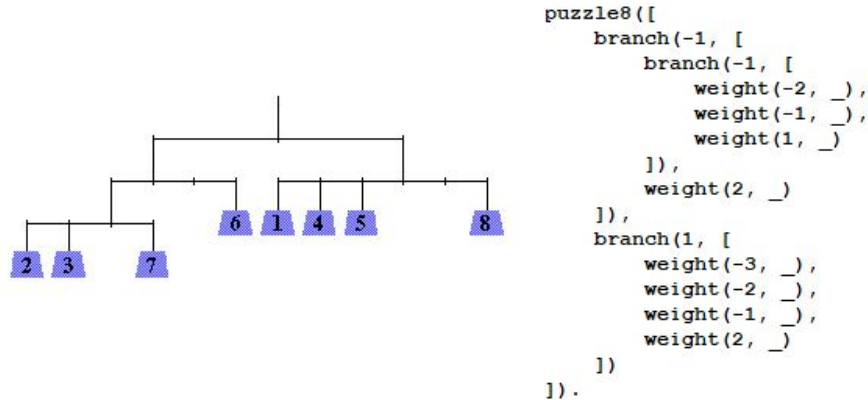 6 1 4 5 8
2 3 7
puzzle8([
    branch(-1, [
        branch(-1, [
            weight(-2, _),
            weight(-1, _),
            weight(1, _)
        ]),
        weight(2, _)
    ]),
    branch(1, [
        weight(-3, _),
        weight(-2, _),
        weight(-1, _),
        weight(2, _)
    ])
]).